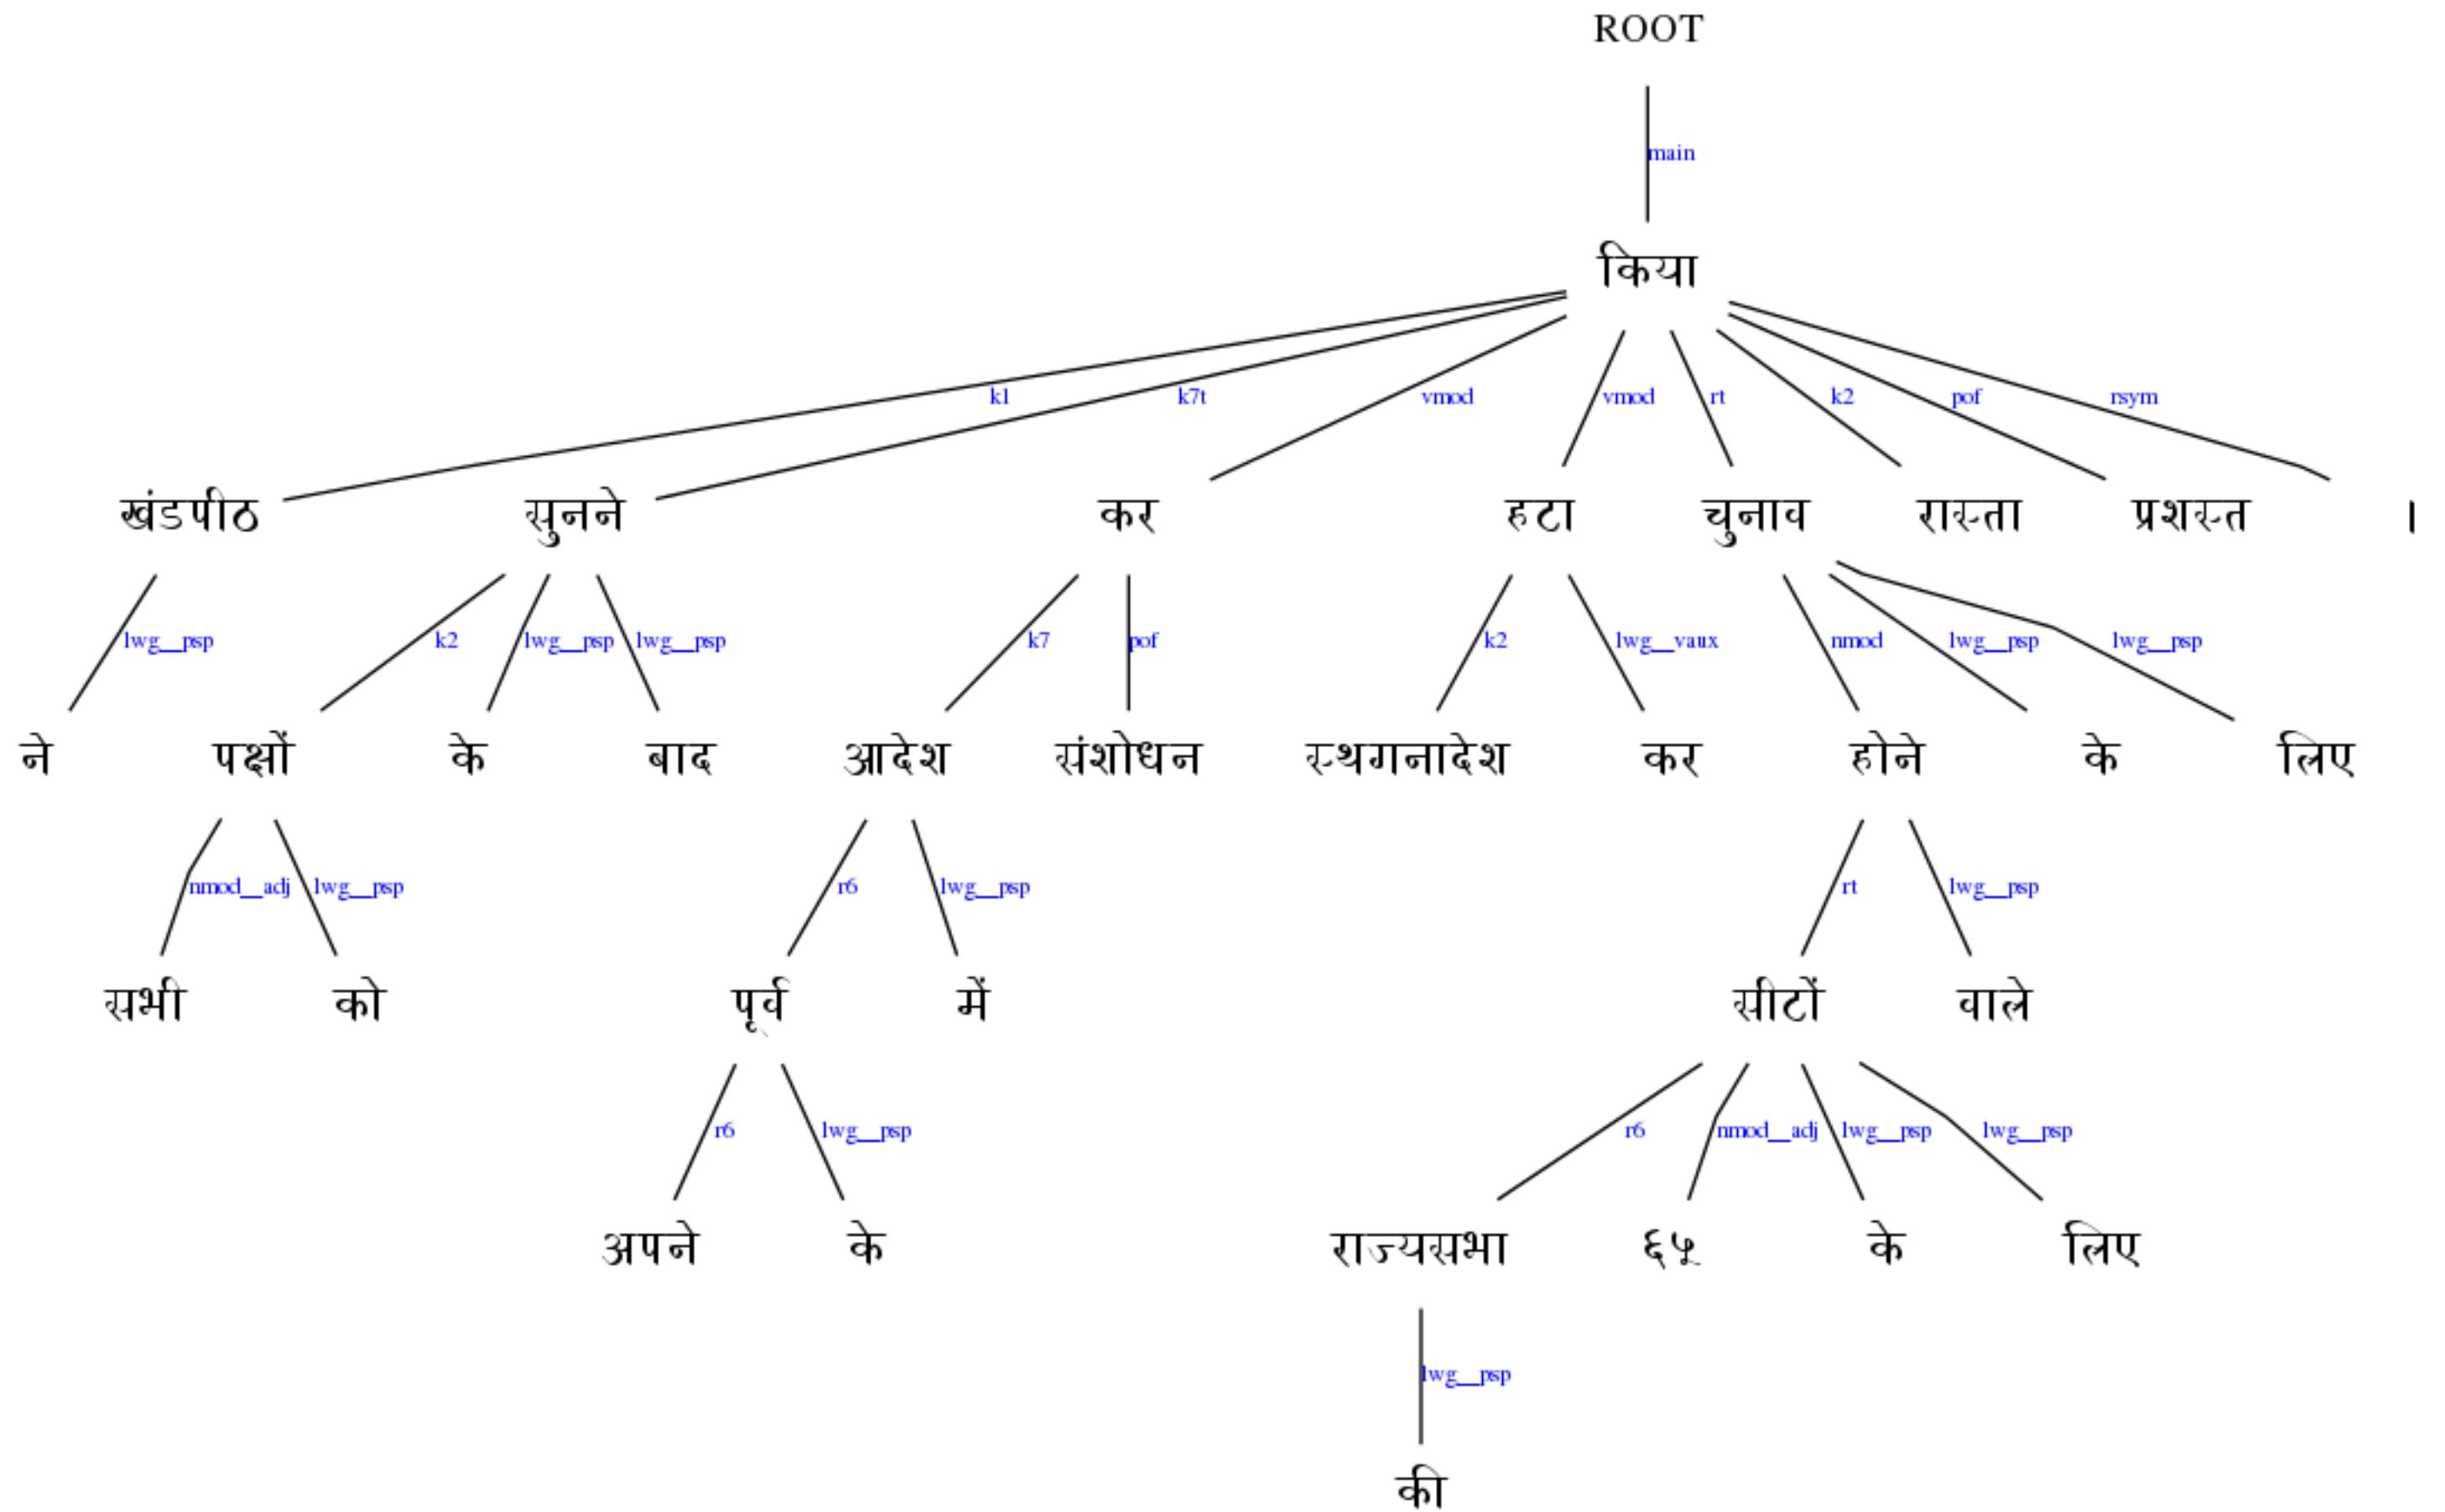 ROOT
main
किया
k1 k7t vmod vmod rt k2 pof rsym
खंडपीठ सुनने कर हटा चुनाव रास्ता प्रशस्त ।
lwg__psp k2 lwg__psp lwg__psp k7 pof k2 lwg__vaux nmod lwg__psp lwg__psp
ने पक्षों के बाद आदेश संशोधन स्थगनादेश कर होने के लिए
nmod__adj lwg__psp r6 lwg__psp rt lwg__psp
सभी को पूर्व में सीटों वाले
r6 lwg__psp r6 nmod__adj lwg__psp lwg__psp
अपने के राज्यसभा ६५ के लिए
lwg__psp
की